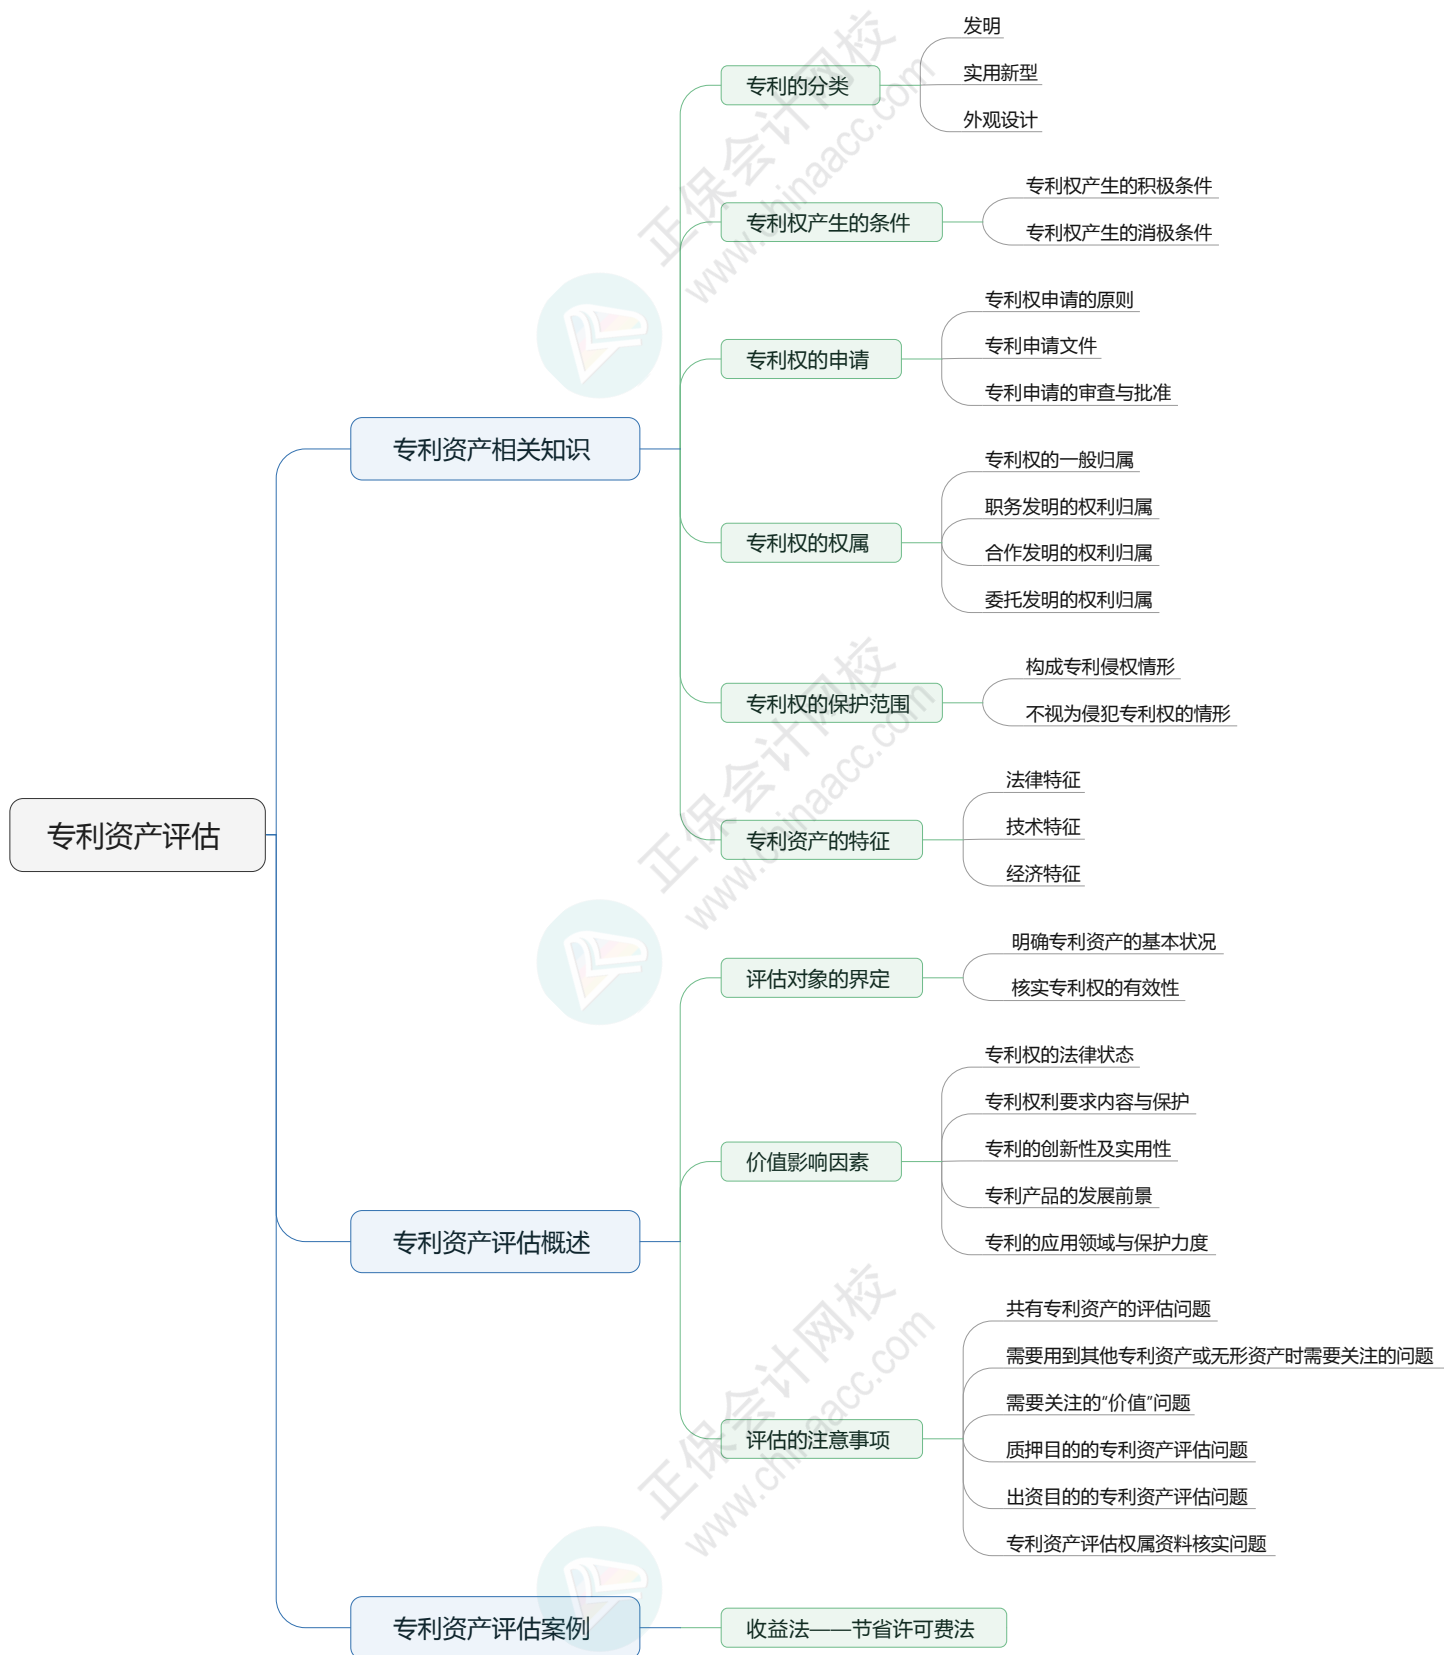 专利资产评估
专利资产相关知识
专利的分类
发明
实用新型
外观设计
专利权产生的条件
专利权产生的积极条件
专利权产生的消极条件
专利权的申请
专利权申请的原则
专利申请文件
专利申请的审查与批准
专利权的权属
专利权的一般归属
职务发明的权利归属
合作发明的权利归属
委托发明的权利归属
专利权的保护范围
构成专利侵权情形
不视为侵犯专利权的情形
专利资产的特征
法律特征
技术特征
经济特征
专利资产评估概述
评估对象的界定
明确专利资产的基本状况
核实专利权的有效性
价值影响因素
专利权的法律状态
专利权利要求内容与保护
专利的创新性及实用性
专利产品的发展前景
专利的应用领域与保护力度
评估的注意事项
共有专利资产的评估问题
需要用到其他专利资产或无形资产时需要关注的问题
需要关注的“价值”问题
质押目的的专利资产评估问题
出资目的的专利资产评估问题
专利资产评估权属资料核实问题
专利资产评估案例
收益法——节省许可费法
正保会计网校
www.chinaacc.com
正保会计网校
www.chinaacc.com
正保会计网校
www.chinaacc.com